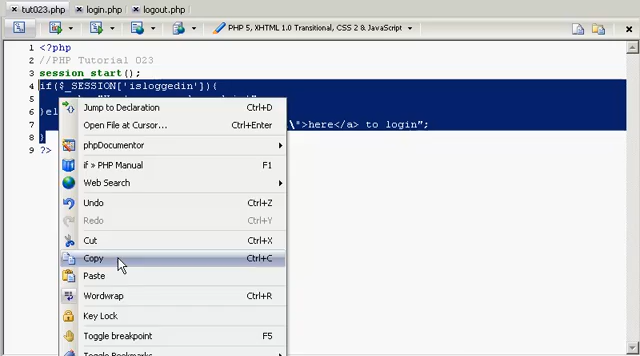 tut023.php login.php logout.php
PHP 5, XHTML 1.0 Transitional, CSS 2 & JavaScript
1 <?php
2 //PHP Tutorial 023
3 session_start();
4 if($_SESSION['isloggedin']){
5
6 }el
7 \">here</a> to login";
8 }
9 ?>
Jump to Declaration Ctrl+D
Open File at Cursor... Ctrl+Enter
phpDocumentor
if » PHP Manual F1
Web Search
Undo Ctrl+Z
Redo Ctrl+Y
Cut Ctrl+X
Copy Ctrl+C
Paste
Wordwrap Ctrl+R
Key Lock
Toggle breakpoint F5
Toggle Bookmarks